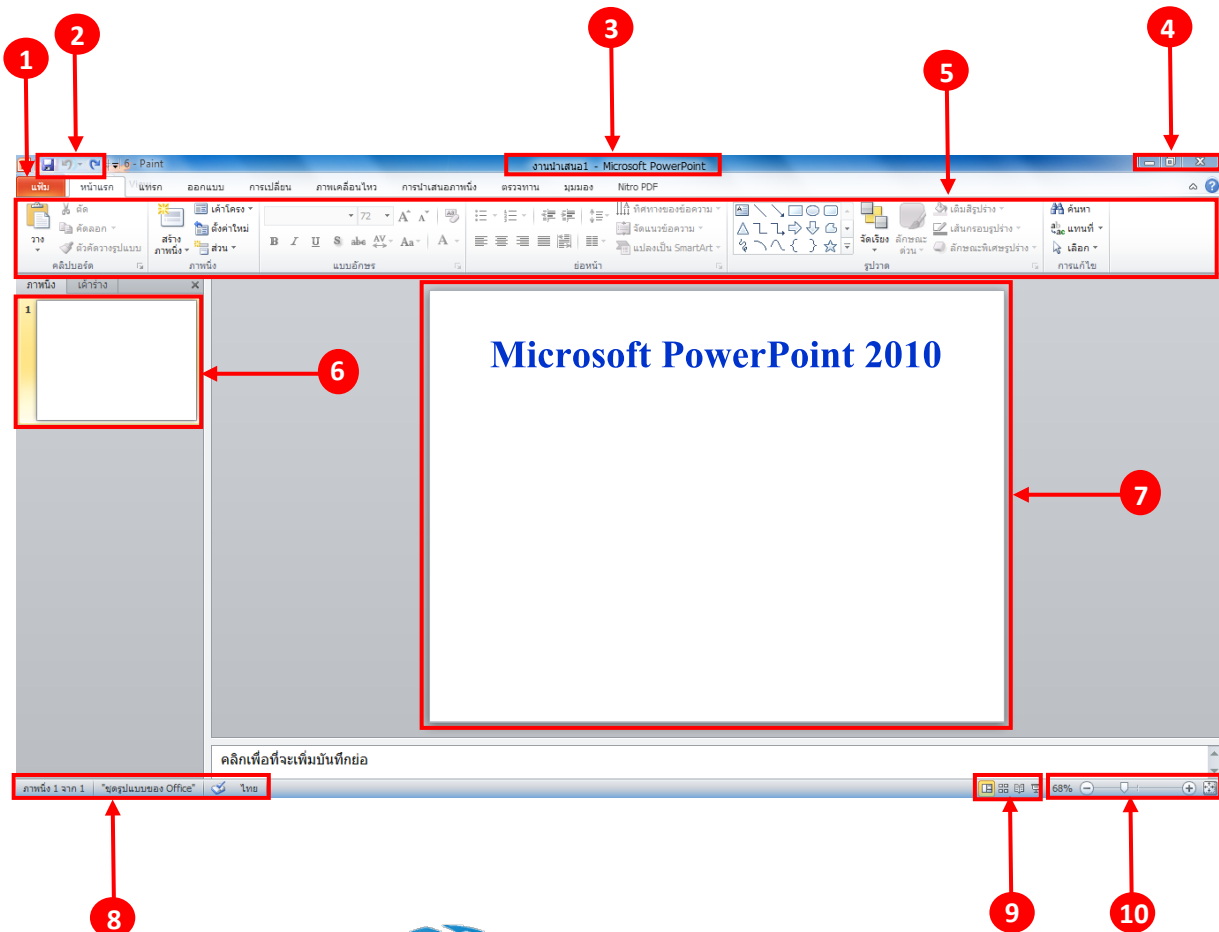 1
2
3
4
5
6 - Paint
งานนำเสนอ1 - Microsoft PowerPoint
แฟ้ม หน้าแรก แทรก ออกแบบ การเปลี่ยน ภาพเคลื่อนไหว การนำเสนอภาพนิ่ง ตรวจทาน มุมมอง Nitro PDF
วาง
ตัด
คัดลอก
ตัวคัดวางรูปแบบ
คลิปบอร์ด
สร้าง
ภาพนิ่ง
เค้าโครง
ตั้งค่าใหม่
ส่วน
ภาพนิ่ง
72 A A
B I U S abc AV Aa A
แบบอักษร
ทิศทางของข้อความ
จัดแนวข้อความ
แปลงเป็น SmartArt
ย่อหน้า
จัดเรียง
ลักษณะ
ด่วน
เติมสีรูปร่าง
เส้นกรอบรูปร่าง
ลักษณะพิเศษรูปร่าง
รูปวาด
ค้นหา
แทนที่
เลือก
การแก้ไข
ภาพนิ่ง เค้าร่าง
1
Microsoft PowerPoint 2010
6
7
คลิกเพื่อที่จะเพิ่มบันทึกย่อ
ภาพนิ่ง 1 จาก 1 "ชุดรูปแบบของ Office" ไทย 68%
8
9
10